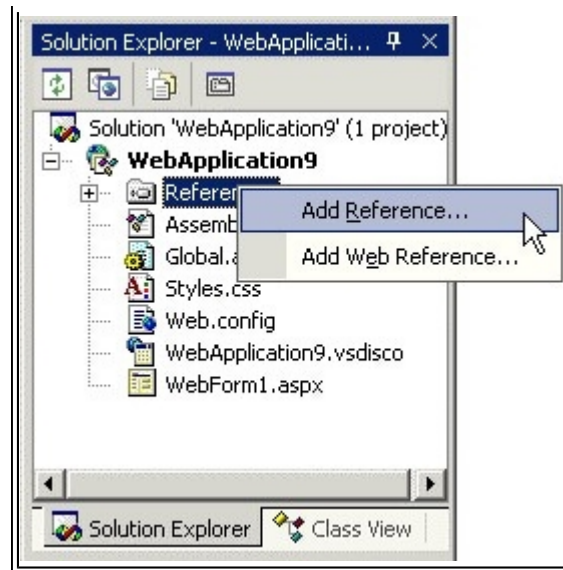 Solution Explorer - WebApplicati...
Solution 'WebApplication9' (1 project)
WebApplication9
Referen
Add Reference...
Assemb
Global.a
Add Web Reference...
Styles.css
Web.config
WebApplication9.vsdisco
WebForm1.aspx
Solution Explorer
Class View